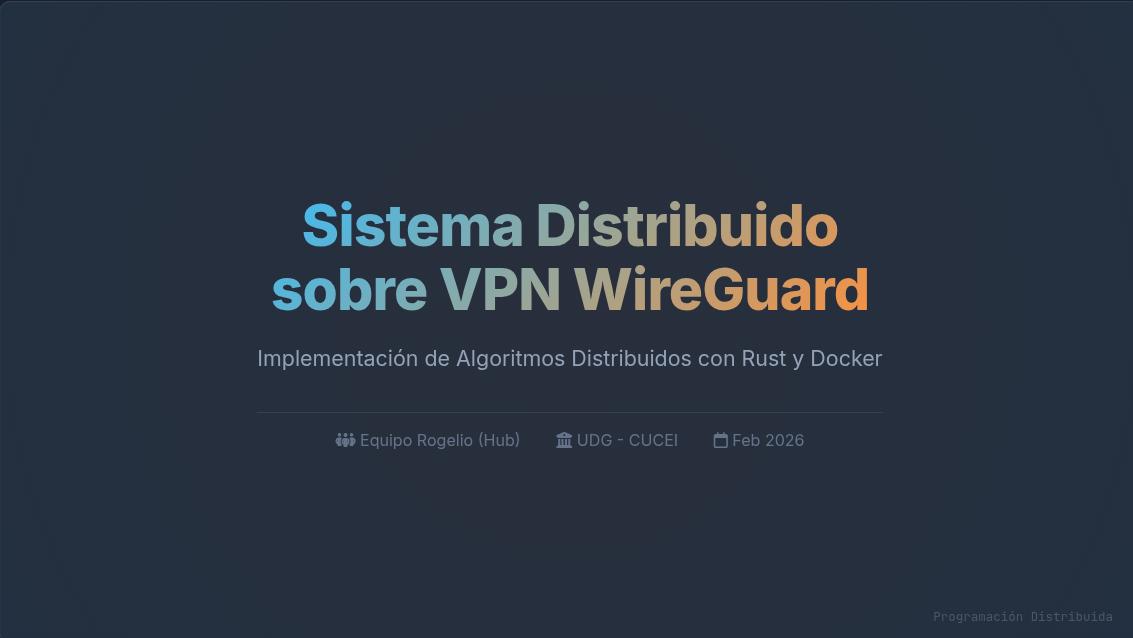 Sistema Distribuido
sobre VPN WireGuard
Implementación de Algoritmos Distribuidos con Rust y Docker
Equipo Rogelio (Hub) UDG - CUCEI Feb 2026
Programación Distribuida